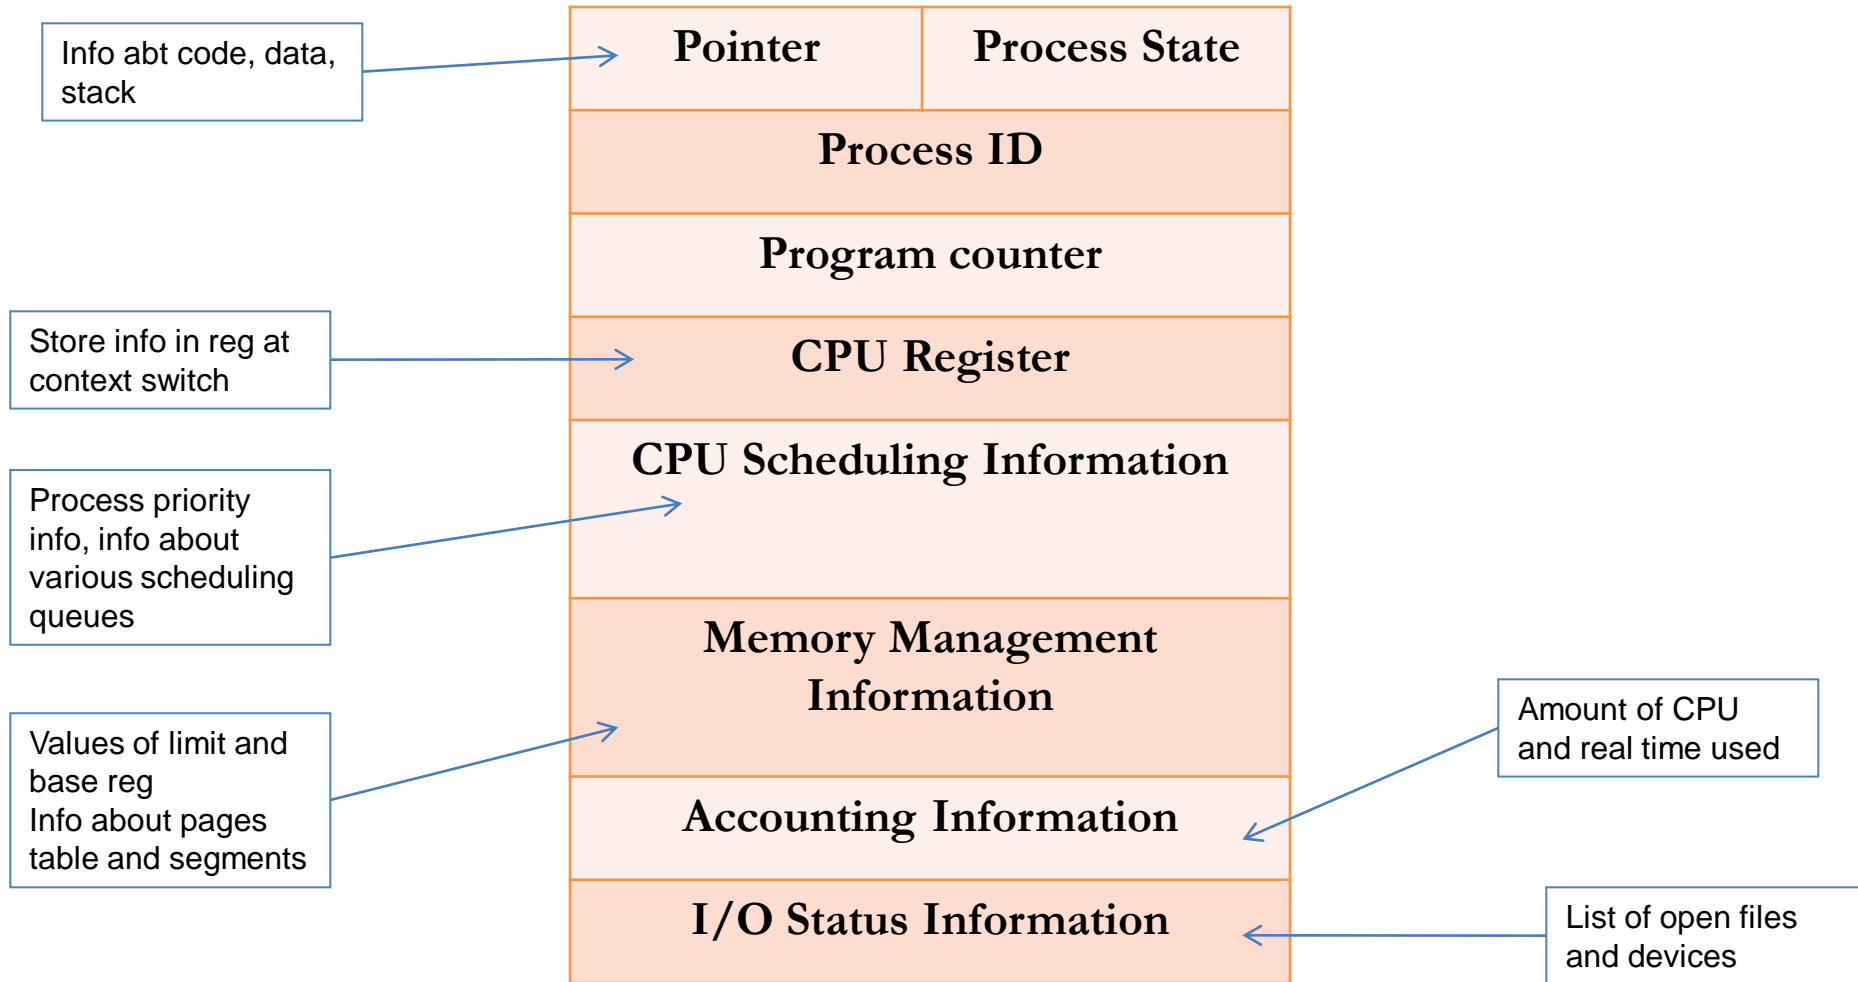 Info abt code, data,
stack
Pointer
Process State
Process ID
Program counter
Store info in reg at
context switch
CPU Register
CPU Scheduling Information
Process priority
info, info about
various scheduling
queues
Memory Management
Information
Values of limit and
base reg
Info about pages
table and segments
Amount of CPU
and real time used
Accounting Information
I/O Status Information
List of open files
and devices